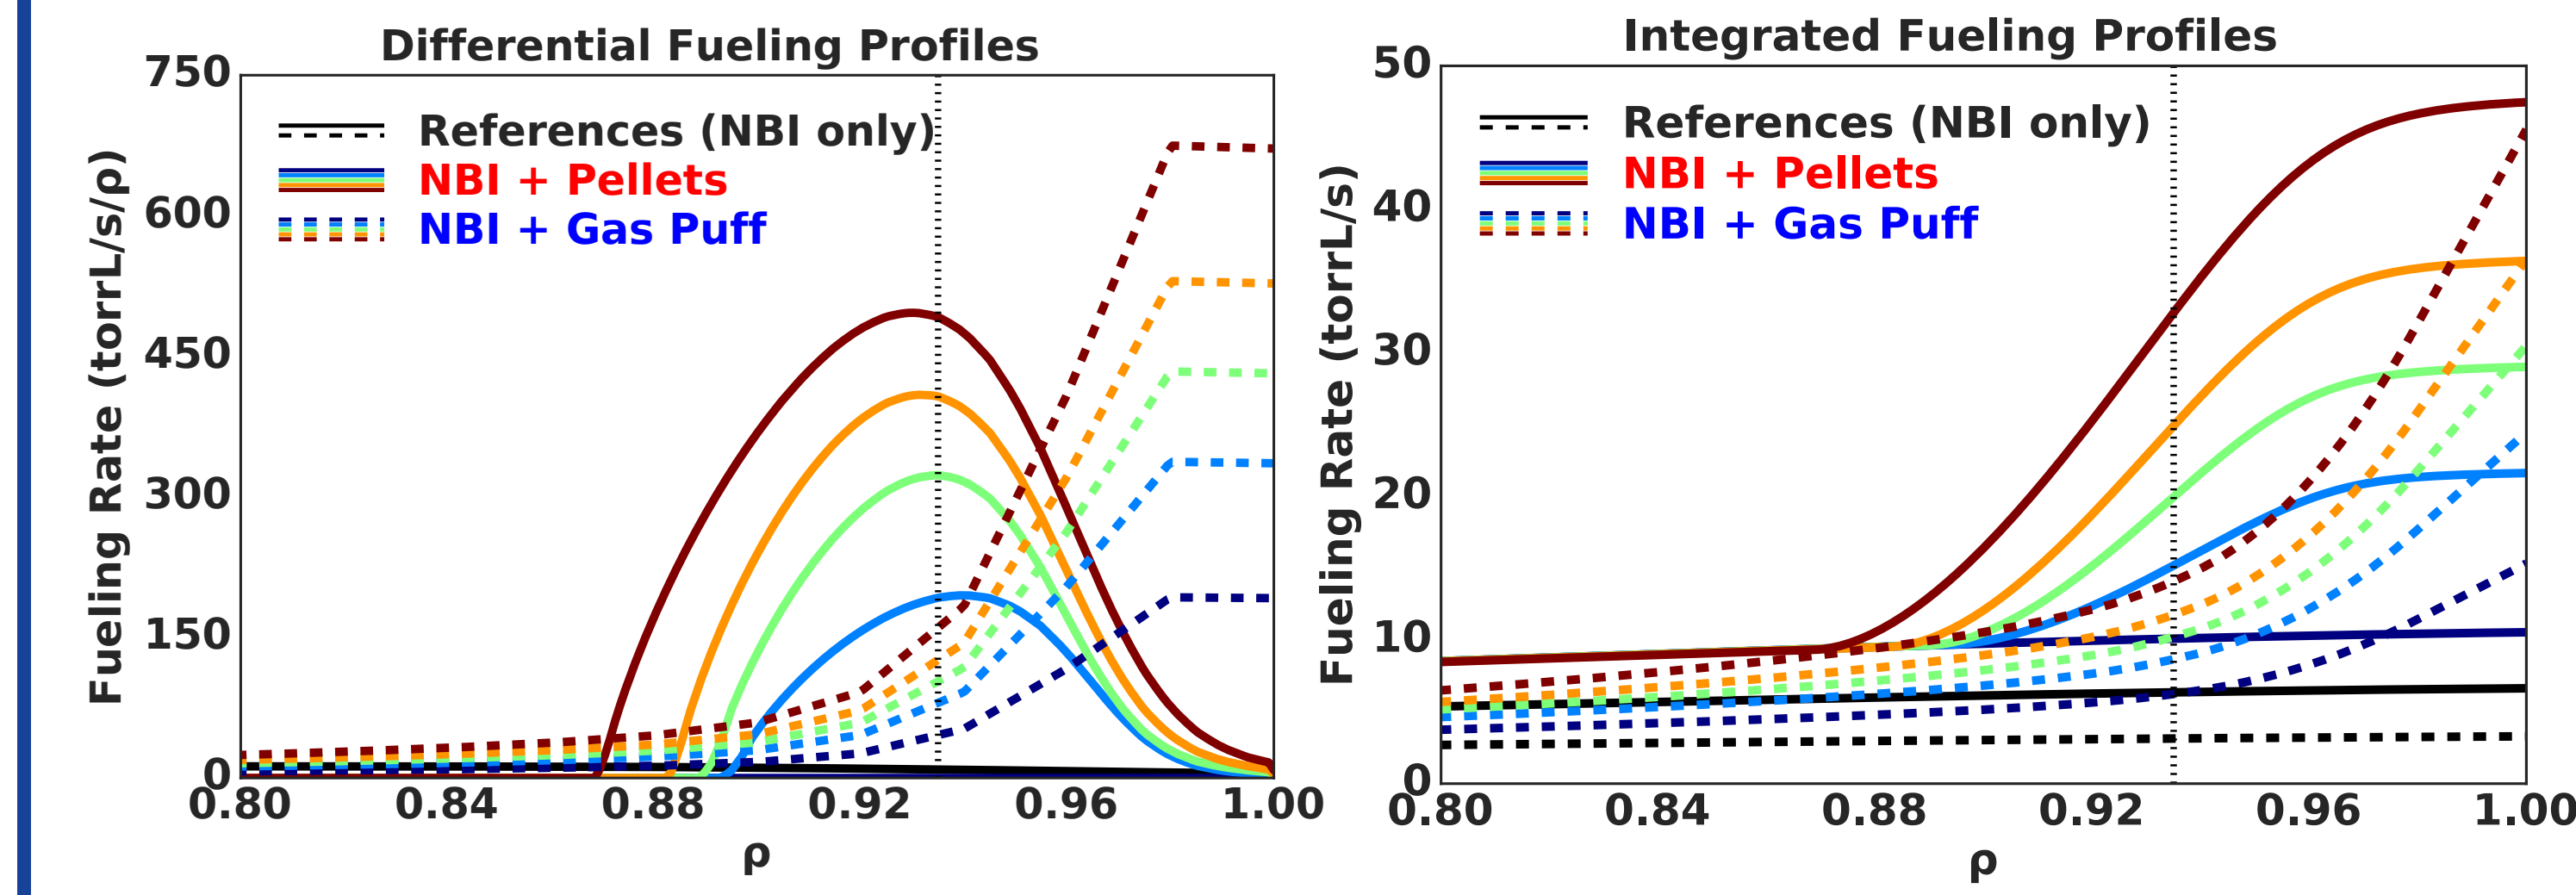 Differential Fueling Profiles
Fueling Rate (torrL/s/ρ)
750
600
450
300
150
0
References (NBI only)
NBI + Pellets
NBI + Gas Puff
0.80 0.84 0.88 0.92 0.96 1.00
ρ
Integrated Fueling Profiles
Fueling Rate (torrL/s)
50
40
30
20
10
0
References (NBI only)
NBI + Pellets
NBI + Gas Puff
0.80 0.84 0.88 0.92 0.96 1.00
ρ